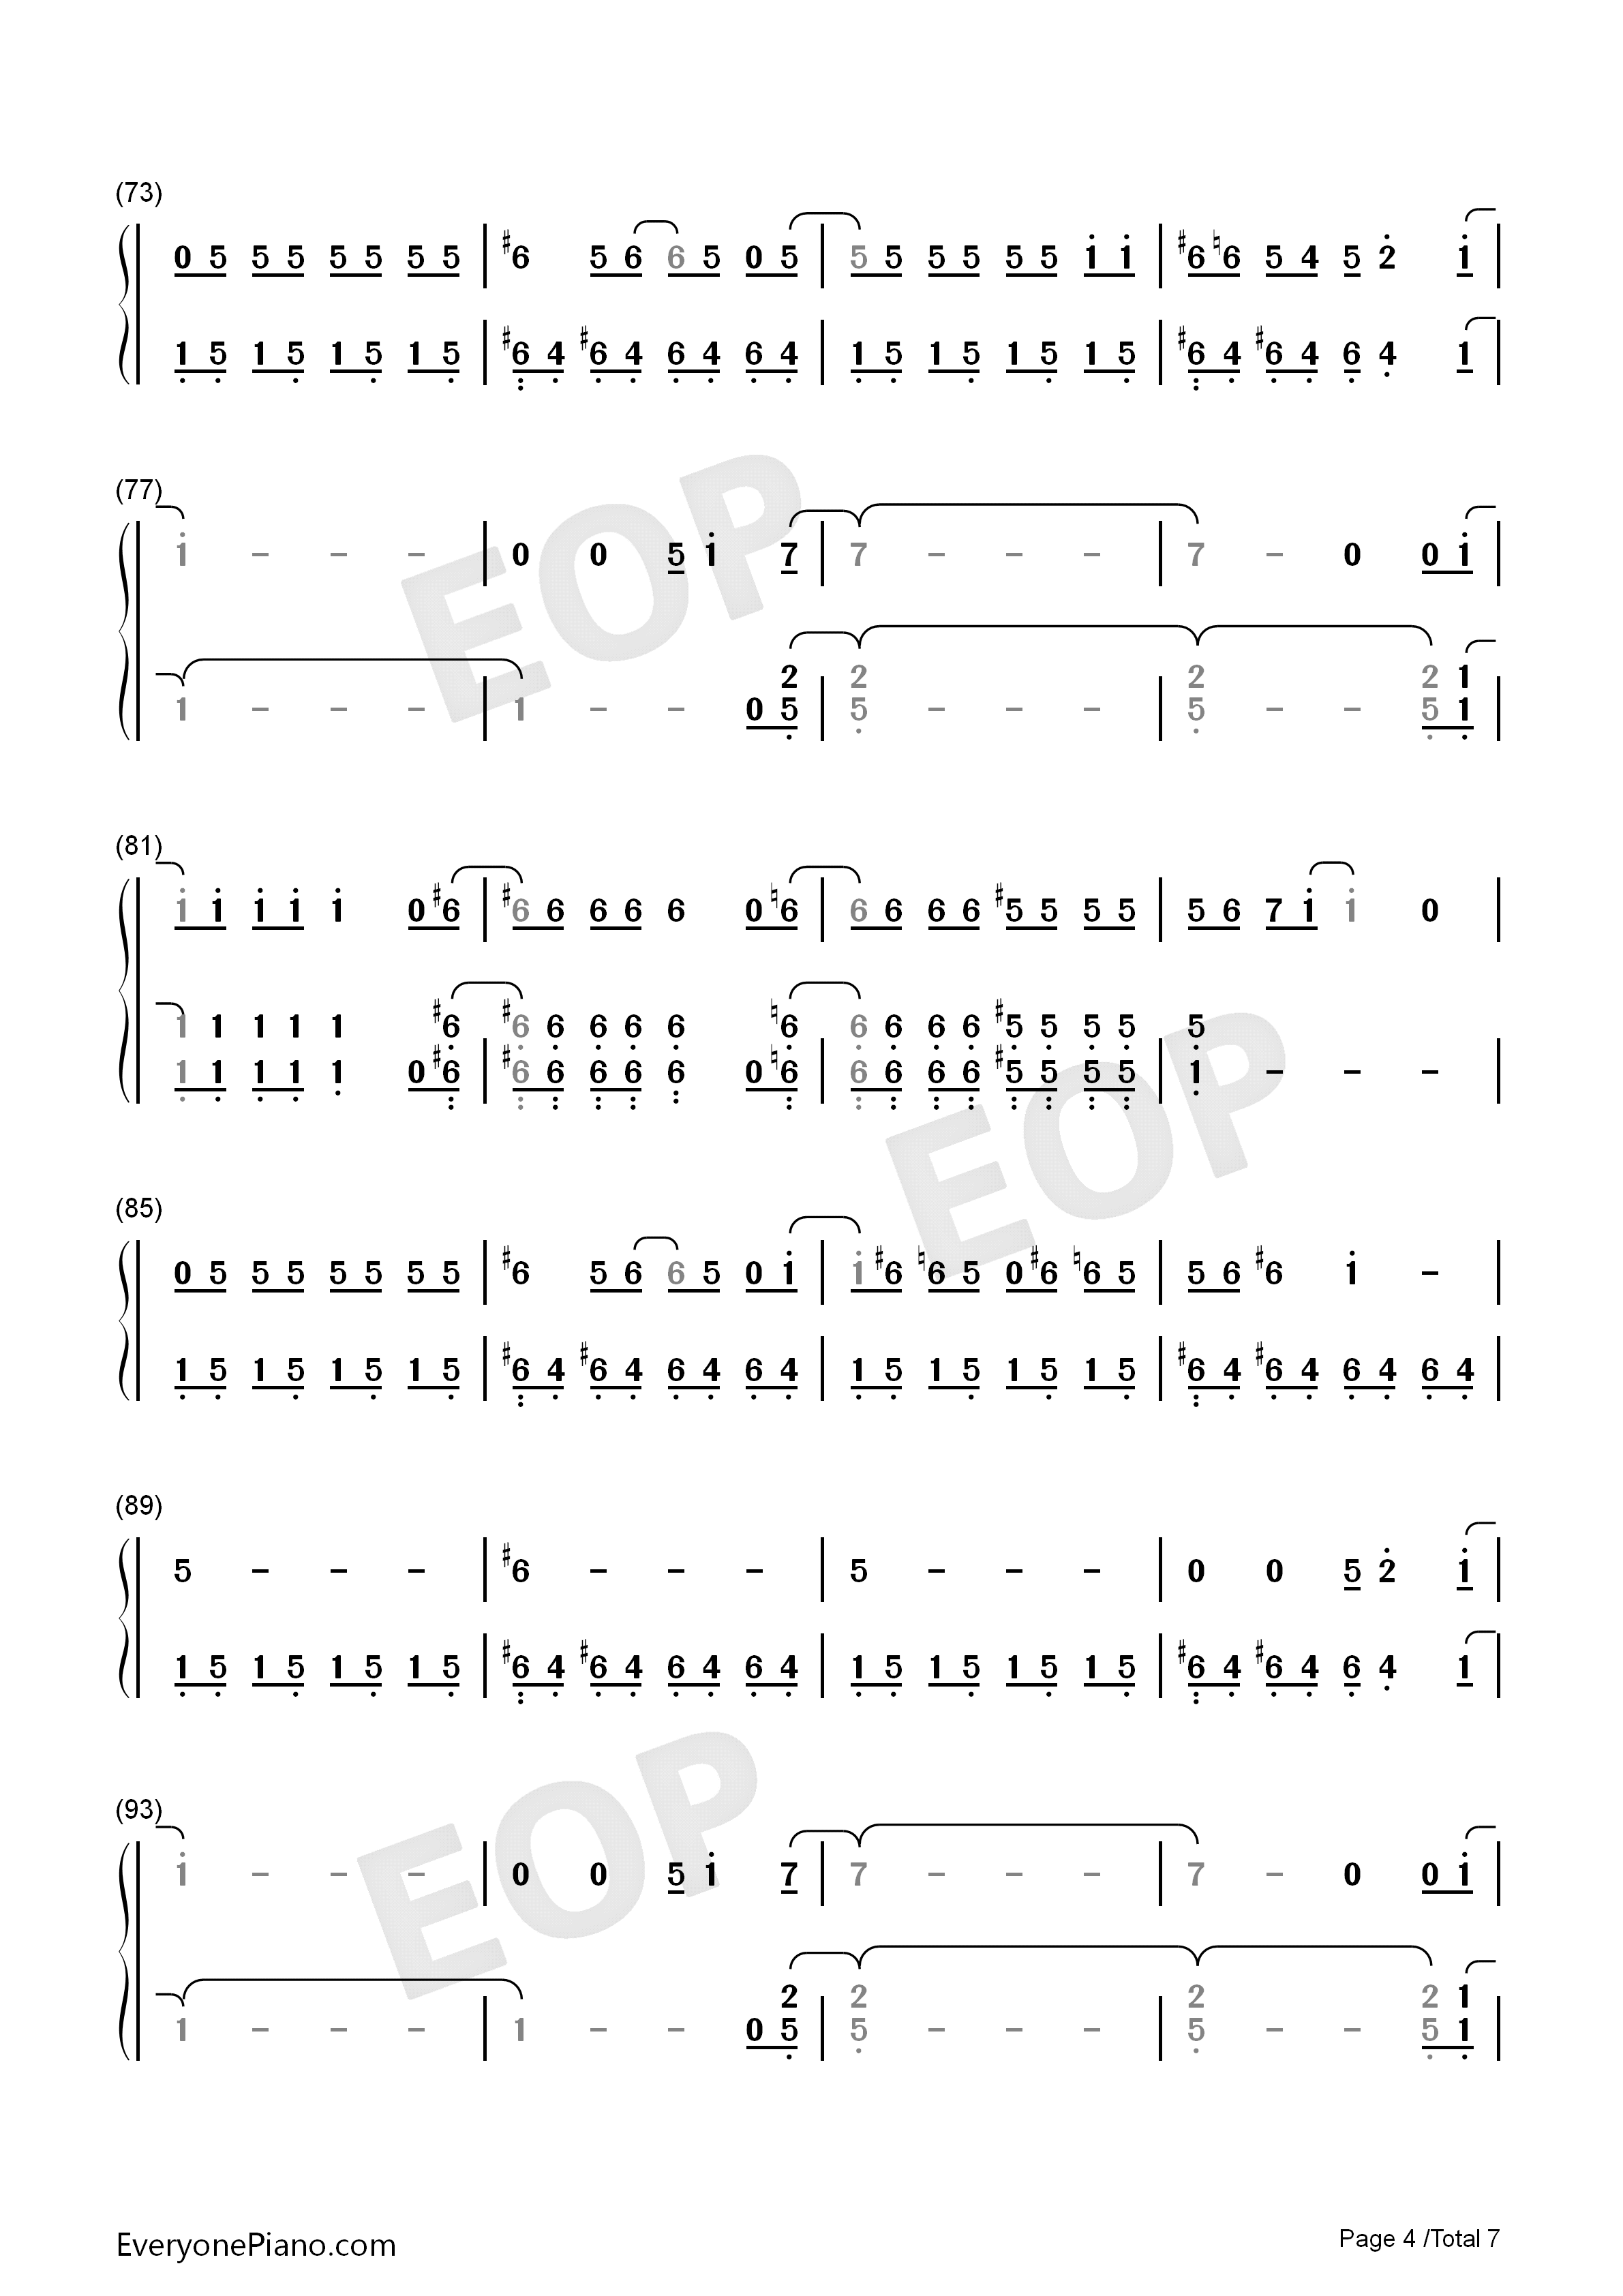 (73)
0 5 5 5 5 5 5 5 | #6 5 6 6 5 0 5 | 5 5 5 5 5 5 i i | #6 ♮6 5 4 5 2̇ i |
1̣ 5̣ 1 5̣ 1 5̣ 1 5̣ | #6̤ 4̣ #6̣ 4̣ 6̣ 4̣ 6̣ 4̣ | 1̣ 5̣ 1 5̣ 1 5̣ 1 5̣ | #6̤ 4̣ #6̣ 4̣ 6̣ 4̣ 1 |
(77)
i – – – | 0 0 5 i 7 | 7 – – – | 7 – 0 0 i |
2 | 2 | 2 2 1
1 – – – | 1 – – 0 5̣ | 5̣ – – – | 5̣ – – 5̣ 1̣ |
(81)
i i i i i 0 #6 | #6 6 6 6 6 0 ♮6 | 6 6 6 6 #5 5 5 5 | 5 6 7 i i 0 |
1 1 1 1 1 #6̣ | #6̣ 6̣ 6̣ 6̣ 6̣ ♮6̣ | 6̣ 6̣ 6̣ 6̣ #5̣ 5̣ 5̣ 5̣ | 5̣
1̣ 1̣ 1̣ 1̣ 1̣ 0 #6̤ | #6̤ 6̤ 6̤ 6̤ 6̤ 0 ♮6̤ | 6̤ 6̤ 6̤ 6̤ #5̤ 5̤ 5̤ 5̤ | 1̣ – – – |
(85)
0 5 5 5 5 5 5 5 | #6 5 6 6 5 0 i | i #6 ♮6 5 0 #6 ♮6 5 | 5 6 #6 i – |
1̣ 5̣ 1 5̣ 1 5̣ 1 5̣ | #6̤ 4̣ #6̣ 4̣ 6̣ 4̣ 6̣ 4̣ | 1̣ 5̣ 1 5̣ 1 5̣ 1 5̣ | #6̤ 4̣ #6̣ 4̣ 6̣ 4̣ 6̣ 4̣ |
(89)
5 – – – | #6 – – – | 5 – – – | 0 0 5 2̇ i |
1̣ 5̣ 1 5̣ 1 5̣ 1 5̣ | #6̤ 4̣ #6̣ 4̣ 6̣ 4̣ 6̣ 4̣ | 1̣ 5̣ 1 5̣ 1 5̣ 1 5̣ | #6̤ 4̣ #6̣ 4̣ 6̣ 4̣ 1 |
(93)
i – – – | 0 0 5 i 7 | 7 – – – | 7 – 0 0 i |
2 | 2 | 2 2 1
1 – – – | 1 – – 0 5̣ | 5̣ – – – | 5̣ – – 5̣ 1̣ |
EOP
EOP
EOP
EveryonePiano.com
Page 4 /Total 7